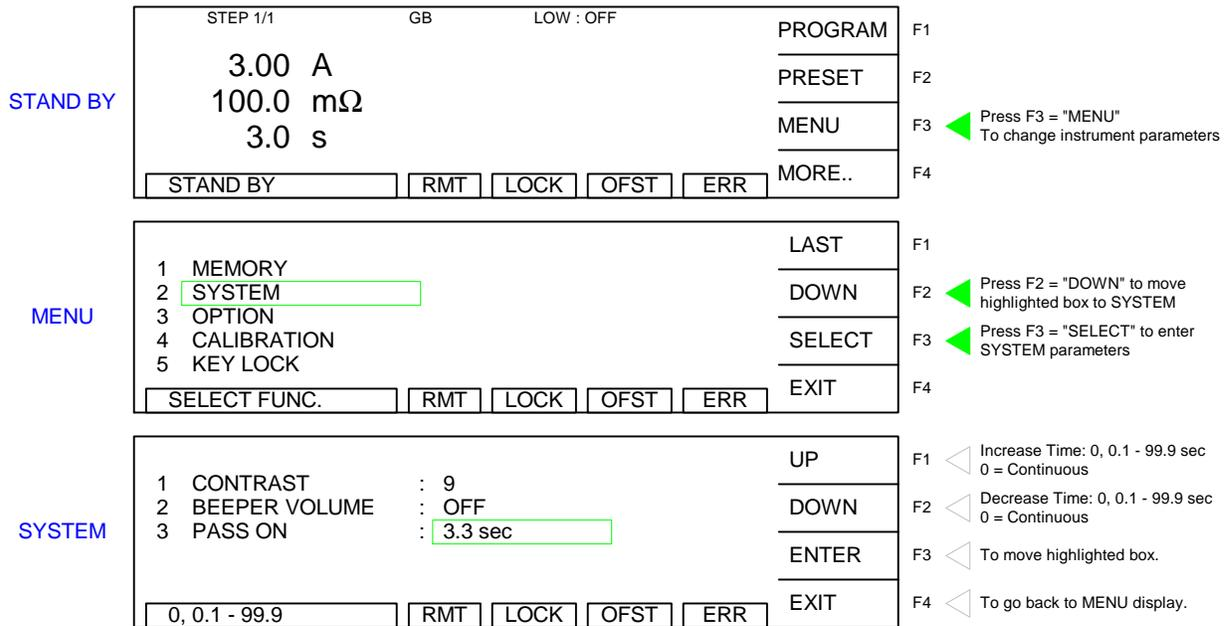 STEP 1/1 GB LOW : OFF
PROGRAM F1
3.00 A
PRESET F2
STAND BY
100.0 mΩ
MENU F3 Press F3 = "MENU"
To change instrument parameters
3.0 s
MORE.. F4
STAND BY RMT LOCK OFST ERR
LAST F1
1 MEMORY
2 SYSTEM
DOWN F2 Press F2 = "DOWN" to move
highlighted box to SYSTEM
MENU
3 OPTION
4 CALIBRATION
SELECT F3 Press F3 = "SELECT" to enter
SYSTEM parameters
5 KEY LOCK
EXIT F4
SELECT FUNC. RMT LOCK OFST ERR
UP F1 Increase Time: 0, 0.1 - 99.9 sec
0 = Continuous
1 CONTRAST : 9
2 BEEPER VOLUME : OFF
DOWN F2 Decrease Time: 0, 0.1 - 99.9 sec
0 = Continuous
SYSTEM
3 PASS ON : 3.3 sec
ENTER F3 To move highlighted box.
EXIT F4 To go back to MENU display.
0, 0.1 - 99.9 RMT LOCK OFST ERR